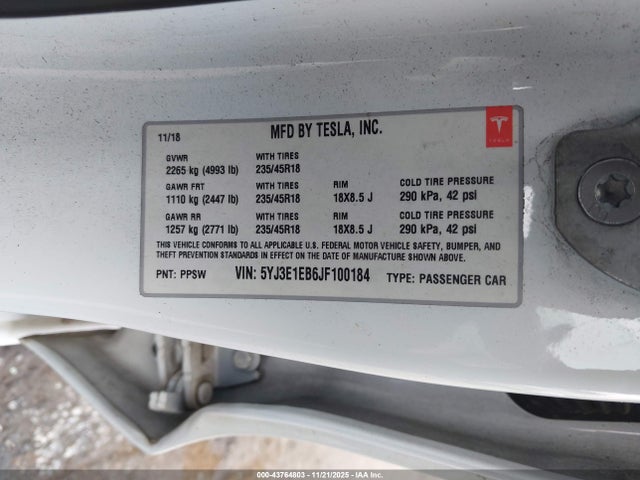 11/18 MFD BY TESLA, INC.
TESLA
GVWR WITH TIRES
2265 kg (4993 lb) 235/45R18
GAWR FRT WITH TIRES RIM COLD TIRE PRESSURE
1110 kg (2447 lb) 235/45R18 18X8.5 J 290 kPa, 42 psi
GAWR RR WITH TIRES RIM COLD TIRE PRESSURE
1257 kg (2771 lb) 235/45R18 18X8.5 J 290 kPa, 42 psi
THIS VEHICLE CONFORMS TO ALL APPLICABLE U.S. FEDERAL MOTOR VEHICLE SAFETY, BUMPER, AND
THEFT PREVENTION STANDARDS IN EFFECT ON THE DATE OF MANUFACTURE SHOWN ABOVE.
PNT: PPSW VIN: 5YJ3E1EB6JF100184 TYPE: PASSENGER CAR
000-43764803 - 11/21/2025 - IAA Inc.